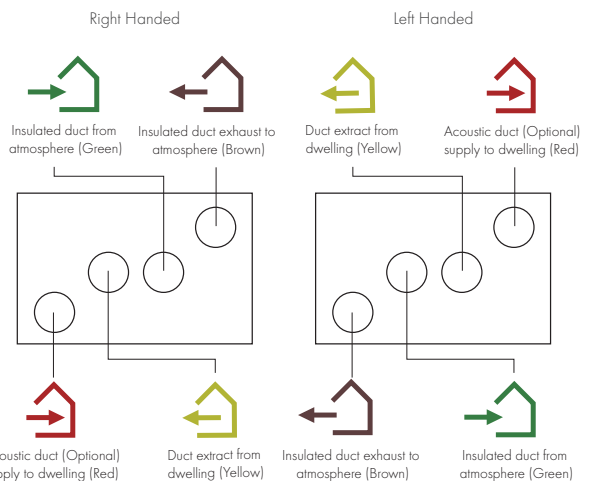 Right Handed
Left Handed
Insulated duct from
atmosphere (Green)
Insulated duct exhaust to
atmosphere (Brown)
Duct extract from
dwelling (Yellow)
Acoustic duct (Optional)
supply to dwelling (Red)
duct (Optional)
to dwelling (Red)
Duct extract from
dwelling (Yellow)
Insulated duct exhaust to
atmosphere (Brown)
Insulated duct from
atmosphere (Green)